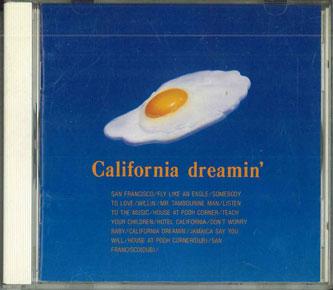 California dreamin'
SAN FRANCISCO/FLY LIKE AN EAGLE/SOMEBODY
TO LOVE/WILLIN/MR. TAMBOURINE MAN/LISTEN
TO THE MUSIC/HOUSE AT POOH CORNER/TEACH
YOUR CHILDREN/HOTEL CALIFORNIA/DON'T WORRY
BABY/CALIFORNIA DREAMIN/JAMAICA SAY YOU
WILL/HOUSE AT POOH CORNER(DUB)/SAN
FRANCISCO(DUB)/